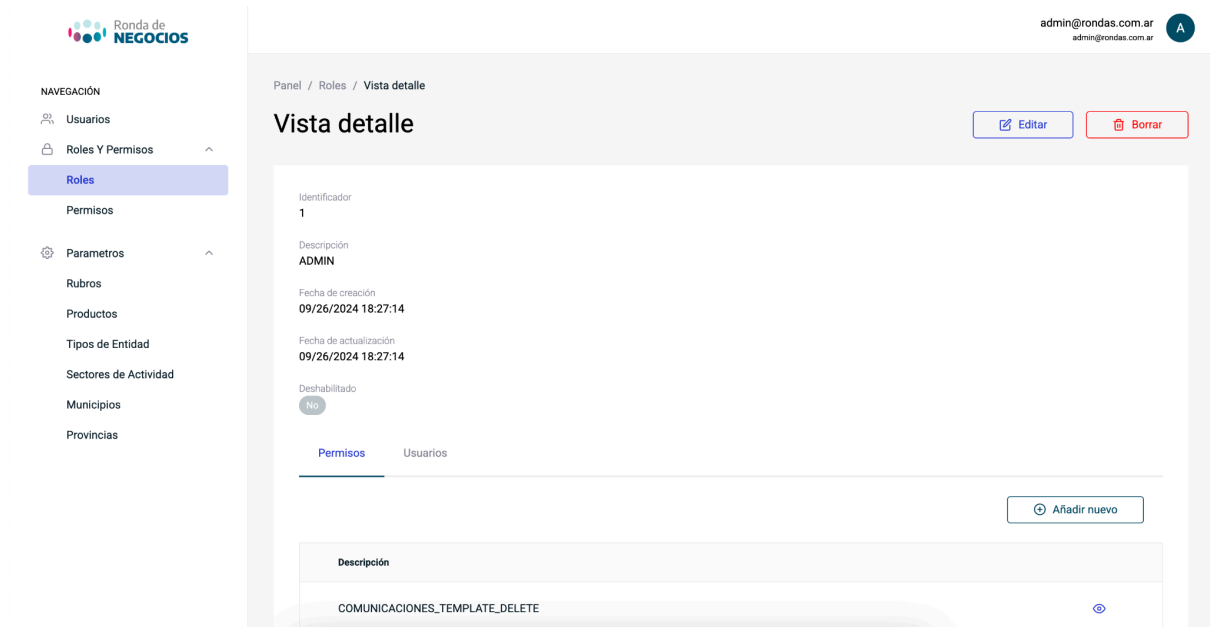 Ronda de
NEGOCIOS
admin@rondas.com.ar
admin@rondas.com.ar
A
NAVEGACIÓN
Usuarios
Roles Y Permisos
Roles
Permisos
Parametros
Rubros
Productos
Tipos de Entidad
Sectores de Actividad
Municipios
Provincias
Panel / Roles / Vista detalle
Vista detalle
Editar
Borrar
Identificador
1
Descripción
ADMIN
Fecha de creación
09/26/2024 18:27:14
Fecha de actualización
09/26/2024 18:27:14
Deshabilitado
No
Permisos Usuarios
Añadir nuevo
Descripción
COMUNICACIONES_TEMPLATE_DELETE